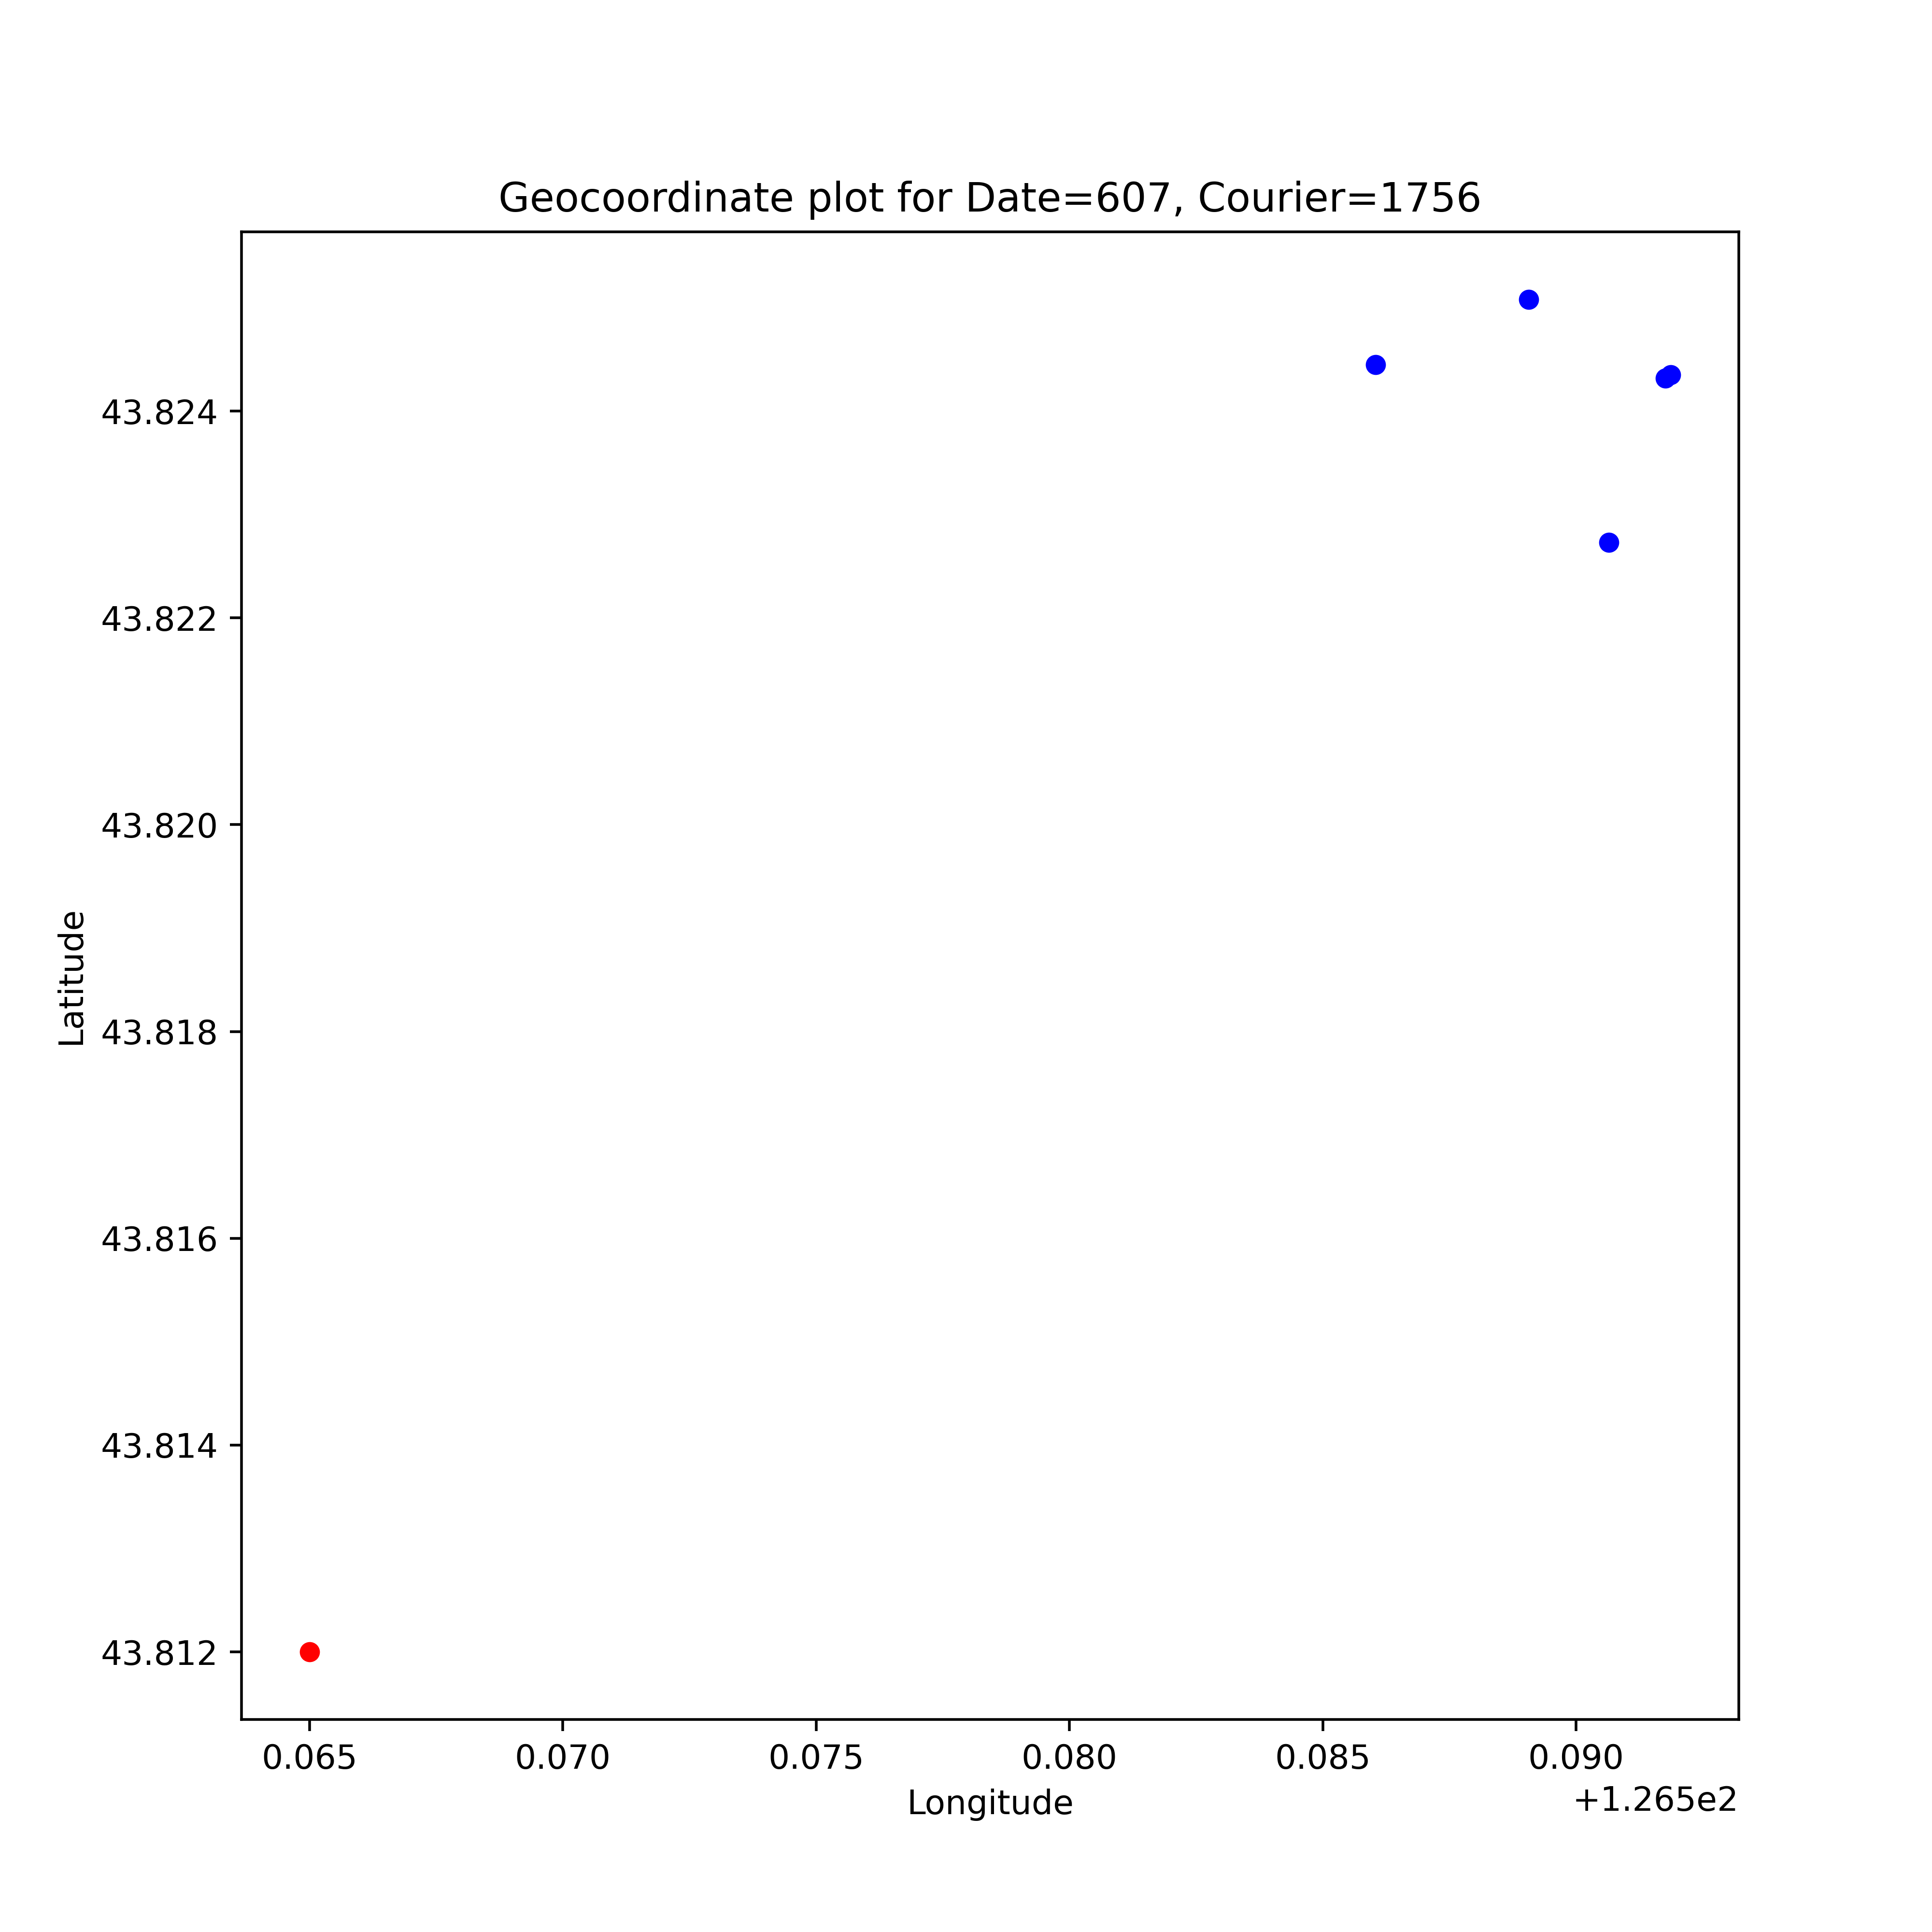 Geocoordinate plot for Date=607, Courier=1756
43.824
43.822
43.820
43.818
43.816
43.814
43.812
Latitude
0.065 0.070 0.075 0.080 0.085 0.090
+1.265e2
Longitude